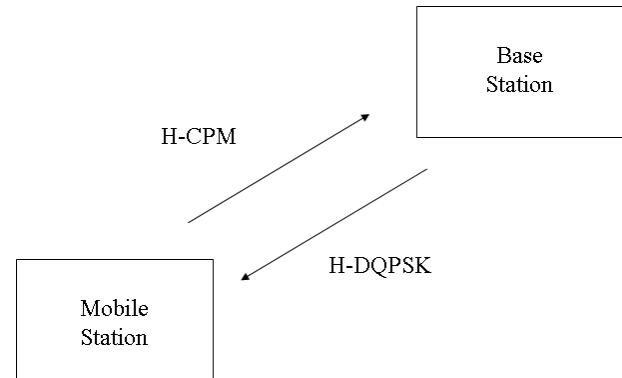 Base
Station
H-CPM
H-DQPSK
Mobile
Station